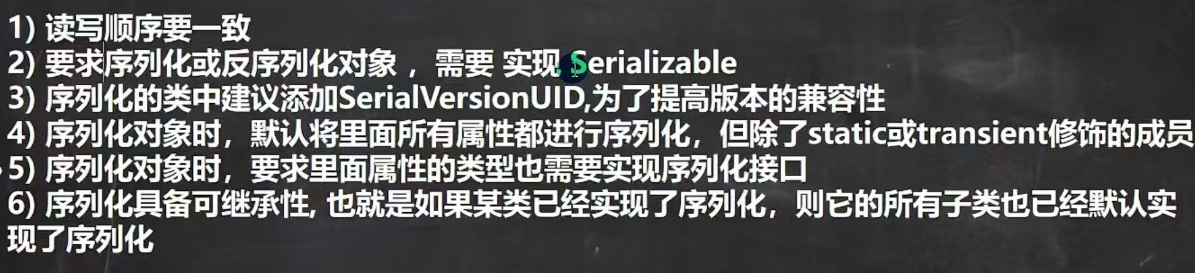 1) 读写顺序要一致
2) 要求序列化或反序列化对象 ，需要 实现 Serializable
3) 序列化的类中建议添加SerialVersionUID,为了提高版本的兼容性
4) 序列化对象时，默认将里面所有属性都进行序列化，但除了static或transient修饰的成员
5) 序列化对象时，要求里面属性的类型也需要实现序列化接口
6) 序列化具备可继承性, 也就是如果某类已经实现了序列化，则它的所有子类也已经默认实
现了序列化